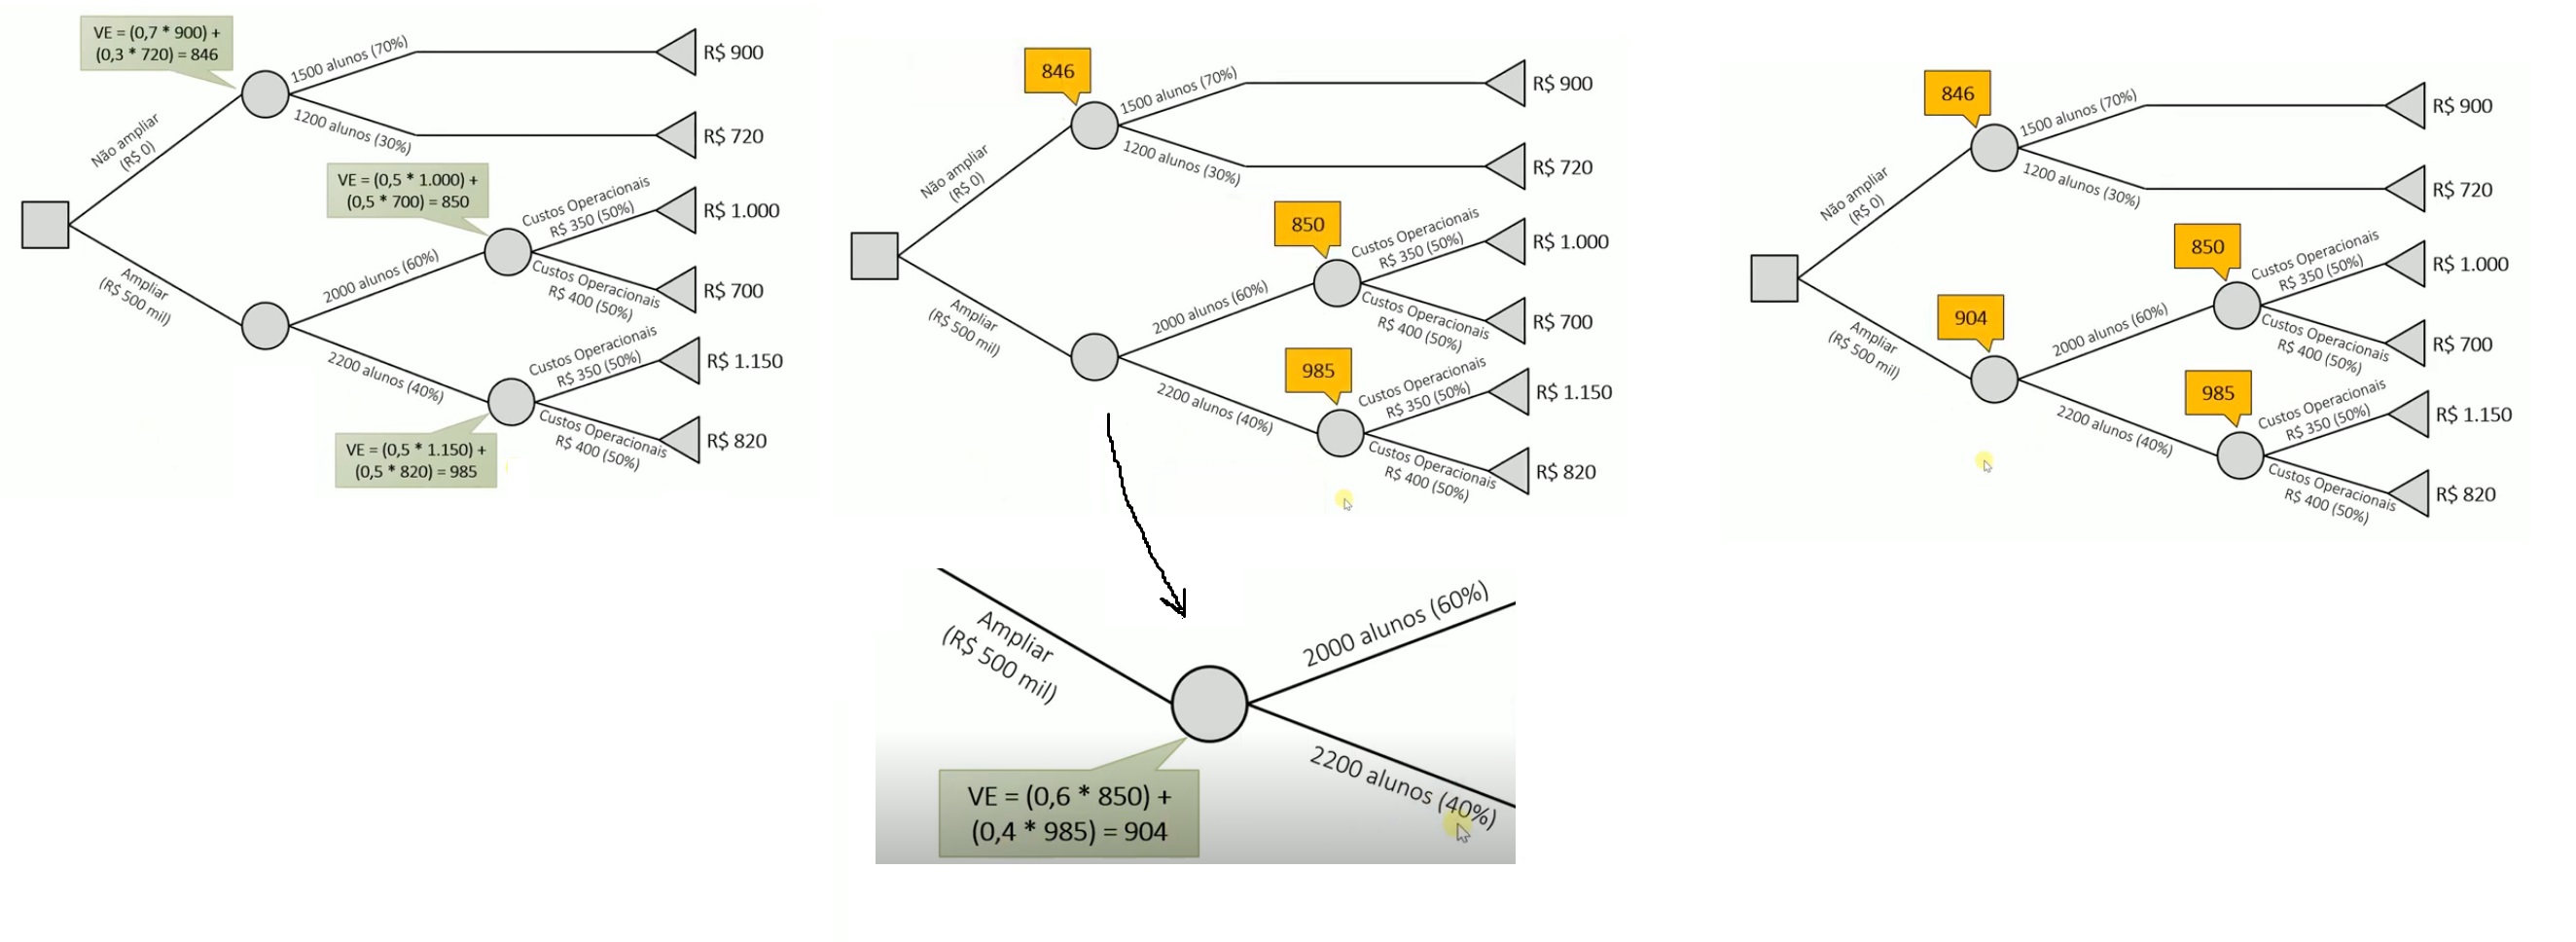 VE = (0,7 * 900) +
(0,3 * 720) = 846
1500 alunos (70%)
R$ 900
1200 alunos (30%)
R$ 720
Não ampliar
(R$ 0)
VE = (0,5 * 1.000) +
(0,5 * 700) = 850
Custos Operacionais
R$ 350 (50%)
R$ 1.000
2000 alunos (60%)
Custos Operacionais
R$ 400 (50%)
R$ 700
Ampliar
(R$ 500 mil)
2200 alunos (40%)
Custos Operacionais
R$ 350 (50%)
R$ 1.150
Custos Operacionais
R$ 400 (50%)
R$ 820
VE = (0,5 * 1.150) +
(0,5 * 820) = 985
846
1500 alunos (70%)
R$ 900
1200 alunos (30%)
R$ 720
Não ampliar
(R$ 0)
850
Custos Operacionais
R$ 350 (50%)
R$ 1.000
2000 alunos (60%)
Custos Operacionais
R$ 400 (50%)
R$ 700
Ampliar
(R$ 500 mil)
985
2200 alunos (40%)
Custos Operacionais
R$ 350 (50%)
R$ 1.150
Custos Operacionais
R$ 400 (50%)
R$ 820
Ampliar
(R$ 500 mil)
2000 alunos (60%)
2200 alunos (40%)
VE = (0,6 * 850) +
(0,4 * 985) = 904
846
1500 alunos (70%)
R$ 900
1200 alunos (30%)
R$ 720
Não ampliar
(R$ 0)
850
Custos Operacionais
R$ 350 (50%)
R$ 1.000
904
2000 alunos (60%)
Custos Operacionais
R$ 400 (50%)
R$ 700
Ampliar
(R$ 500 mil)
985
2200 alunos (40%)
Custos Operacionais
R$ 350 (50%)
R$ 1.150
Custos Operacionais
R$ 400 (50%)
R$ 820